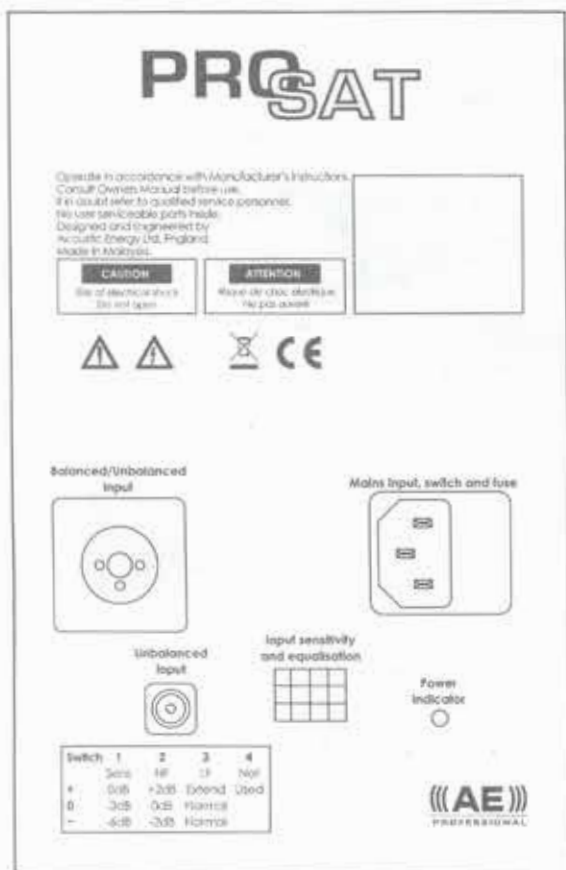 PRO
SAT
Operate in accordance with Manufacturer's Instructions.
Consult Owners Manual before use.
If in doubt refer to qualified service personnel.
No user serviceable parts inside.
Designed and Engineered by
Acoustic Energy Ltd, England.
Made in Malaysia.
CAUTION
Risk of electrical shock
Do not open
ATTENTION
Risque de choc electrique
Ne pas
CE
Balanced/Unbalanced
Input
Mains input, switch and fuse
Unbalanced
Input
Input sensitivity
and equalisation
Power
Indicator
Switch 1 2 3 4
Sens HF LF Not
+ 0dB +2dB Extend Used
0 -3dB 0dB Normal
- -6dB -2dB Normal
(((AE)))
PROFESSIONAL